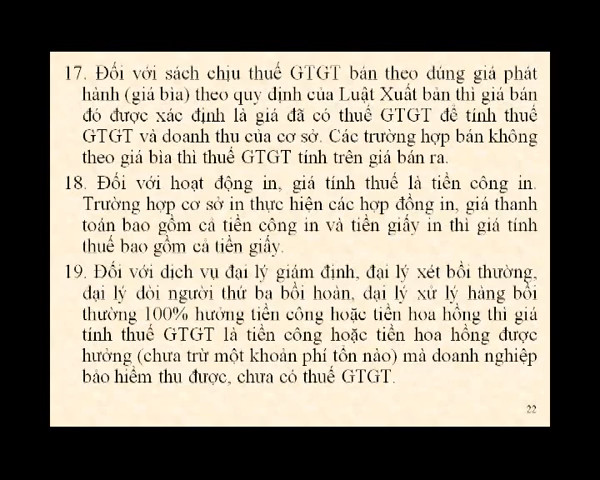 17. Đối với sách chịu thuế GTGT bán theo đúng giá phát
hành (giá bìa) theo quy định của Luật Xuất bản thì giá bán
đó được xác định là giá đã có thuế GTGT để tính thuế
GTGT và doanh thu của cơ sở. Các trường hợp bán không
theo giá bìa thì thuế GTGT tính trên giá bán ra.
18. Đối với hoạt động in, giá tính thuế là tiền công in.
Trường hợp cơ sở in thực hiện các hợp đồng in, giá thanh
toán bao gồm cả tiền công in và tiền giấy in thì giá tính
thuế bao gồm cả tiền giấy.
19. Đối với dịch vụ đại lý giám định, đại lý xét bồi thường,
đại lý đòi người thứ ba bồi hoàn, đại lý xử lý hàng bồi
thường 100% hưởng tiền công hoặc tiền hoa hồng thì giá
tính thuế GTGT là tiền công hoặc tiền hoa hồng được
hưởng (chưa trừ một khoản phí tổn nào) mà doanh nghiệp
bảo hiểm thu được, chưa có thuế GTGT.
22